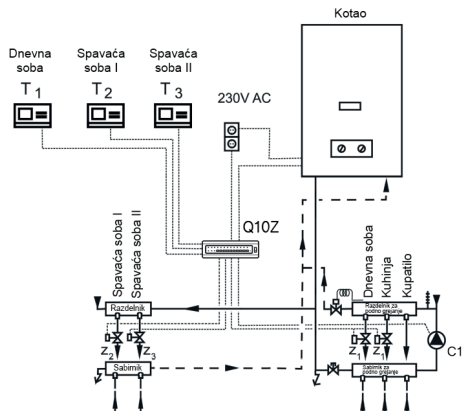 Kotao
Dnevna
soba
Spavaća
soba I
Spavaća
soba II
T1
T2
T3
230V AC
Q10Z
Spavaća soba I
Spavaća soba II
Dnevna soba
Kuhinja
Kupatilo
Razdelnik
Razdelnik za
podno grejanje
Z2
Z3
Z1
Z1
C1
Sabirnik
Sabirnik za
podno grejanje